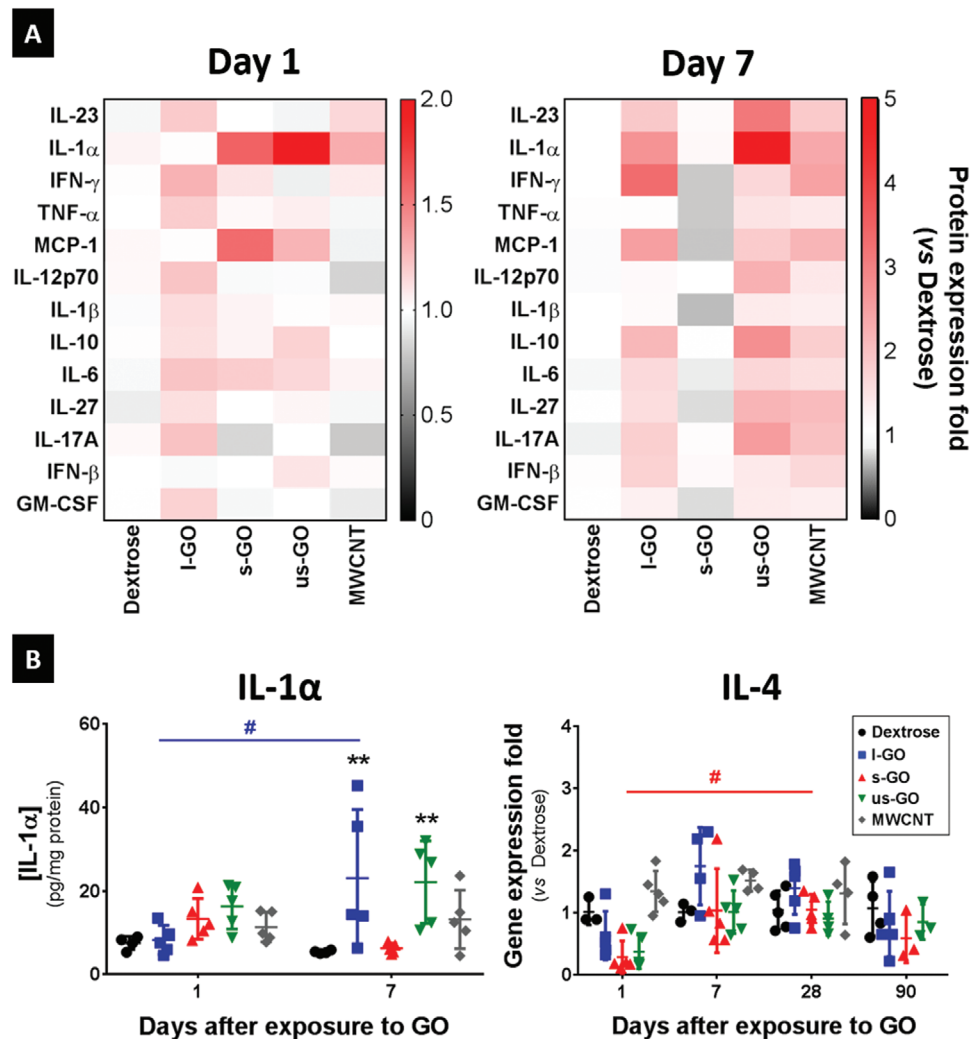 A
Day 1
Day 7
IL-23
IL-1α
IFN-γ
TNF-α
MCP-1
IL-12p70
IL-1β
IL-10
IL-6
IL-27
IL-17A
IFN-β
GM-CSF
Dextrose
l-GO
s-GO
us-GO
MWCNT
2.0
1.5
1.0
0.5
0
IL-23
IL-1α
IFN-γ
TNF-α
MCP-1
IL-12p70
IL-1β
IL-10
IL-6
IL-27
IL-17A
IFN-β
GM-CSF
Dextrose
l-GO
s-GO
us-GO
MWCNT
5
4
3
2
1
0
Protein expression fold
(vs Dextrose)
B
IL-1α
[IL-1α]
(pg/mg protein)
60
40
20
0
#
**
**
1
7
Days after exposure to GO
IL-4
Gene expression fold
(vs Dextrose)
4
3
2
1
0
#
Dextrose
l-GO
s-GO
us-GO
MWCNT
1
7
28
90
Days after exposure to GO